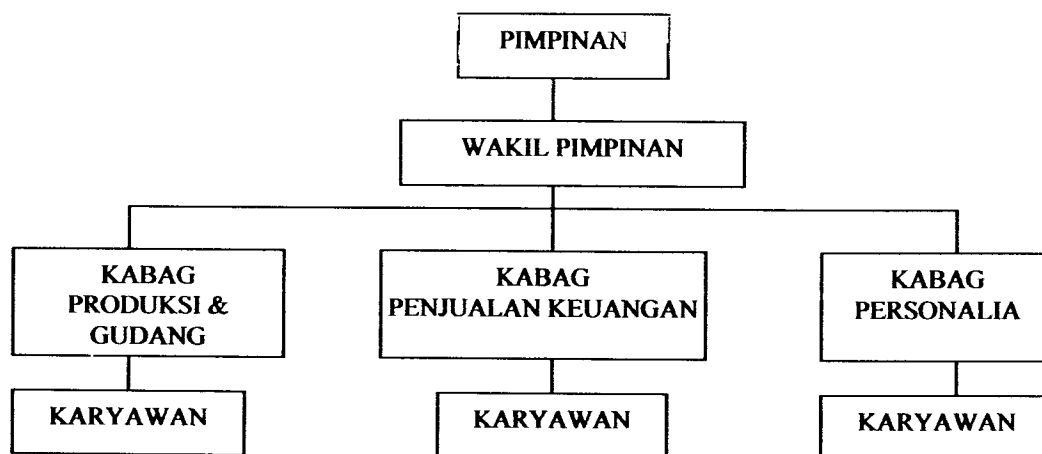 PIMPINAN
WAKIL PIMPINAN
KABAG
PRODUKSI &
GUDANG
KABAG
PENJUALAN KEUANGAN
KABAG
PERSONALIA
KARYAWAN
KARYAWAN
KARYAWAN